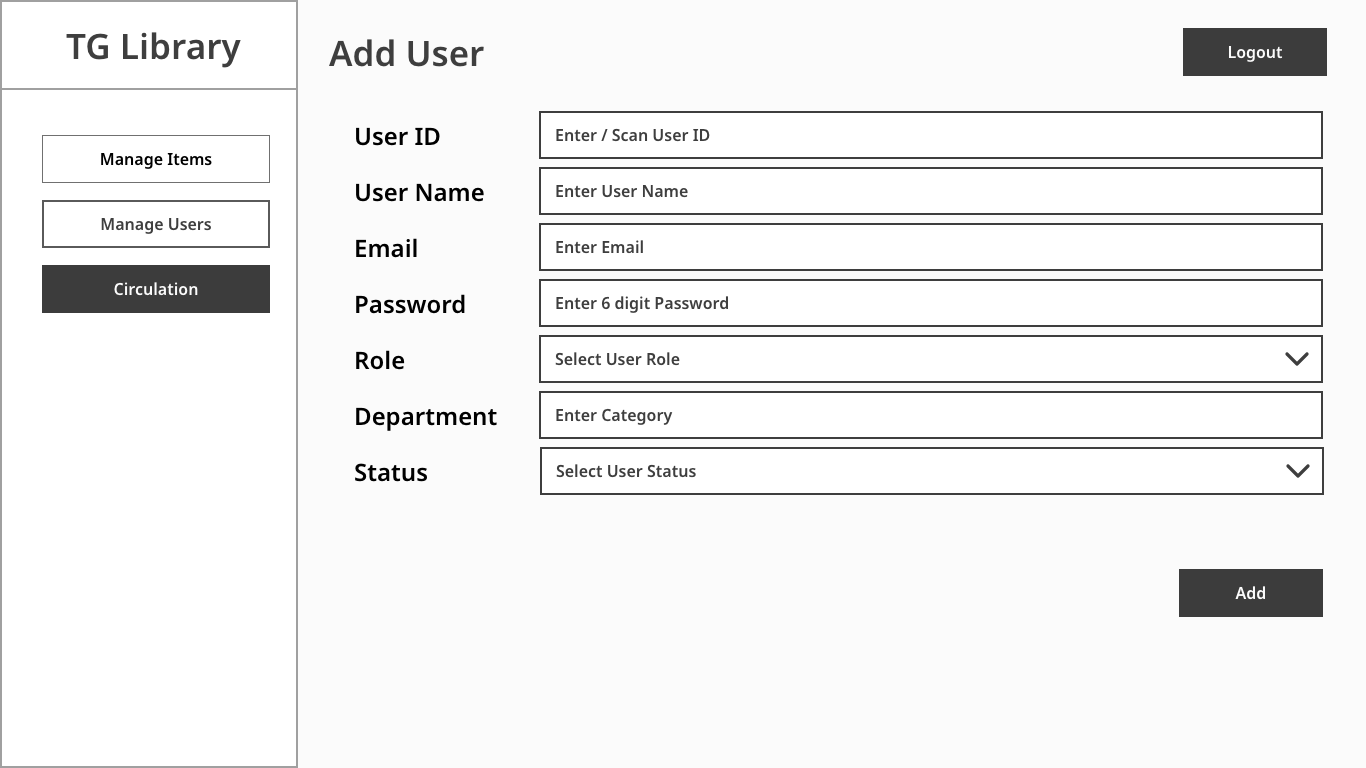 TG Library
Add User
Logout
Manage Items
Manage Users
Circulation
User ID
Enter / Scan User ID
User Name
Enter User Name
Email
Enter Email
Password
Enter 6 digit Password
Role
Select User Role
Department
Enter Category
Status
Select User Status
Add